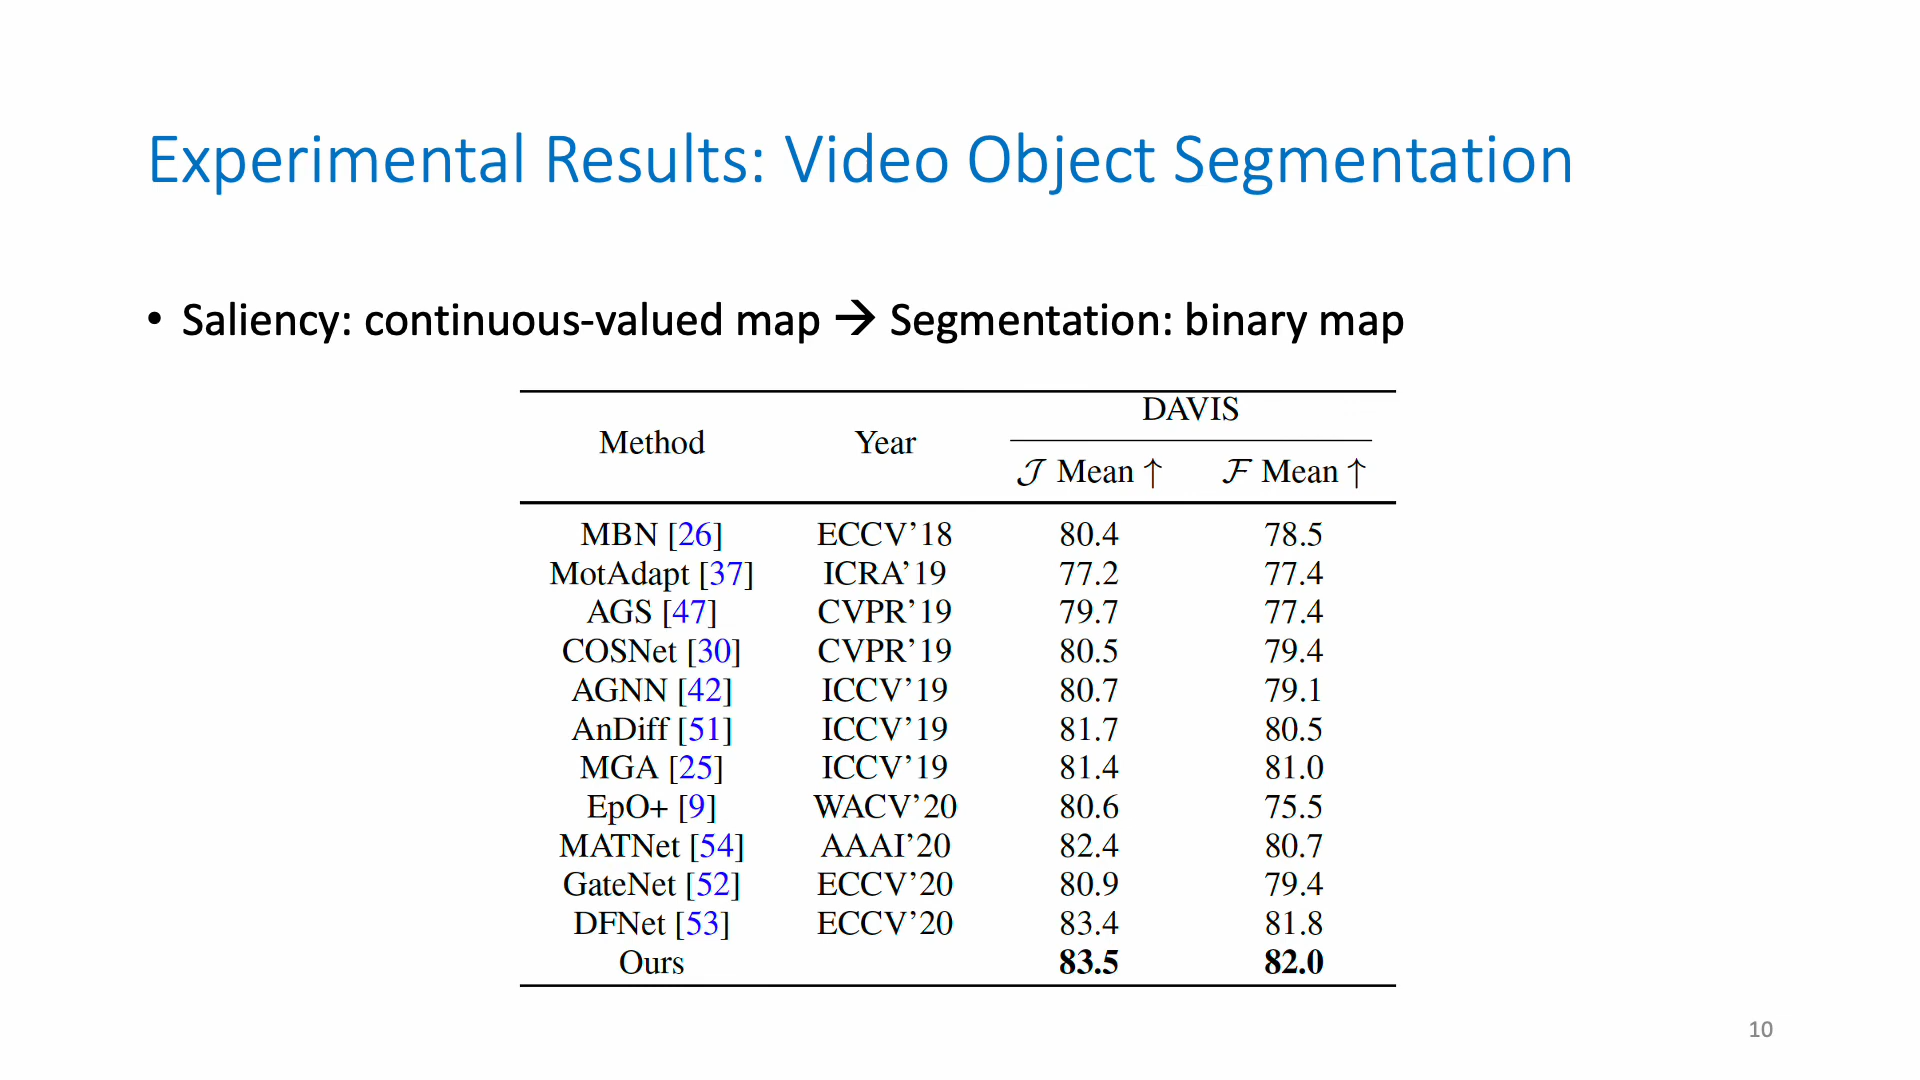 Experimental Results: Video Object Segmentation
• Saliency: continuous-valued map → Segmentation: binary map
DAVIS
Method Year
𝒥 Mean ↑ ℱ Mean ↑
MBN [26] ECCV’18 80.4 78.5
MotAdapt [37] ICRA’19 77.2 77.4
AGS [47] CVPR’19 79.7 77.4
COSNet [30] CVPR’19 80.5 79.4
AGNN [42] ICCV’19 80.7 79.1
AnDiff [51] ICCV’19 81.7 80.5
MGA [25] ICCV’19 81.4 81.0
EpO+ [9] WACV’20 80.6 75.5
MATNet [54] AAAI’20 82.4 80.7
GateNet [52] ECCV’20 80.9 79.4
DFNet [53] ECCV’20 83.4 81.8
Ours 83.5 82.0
10